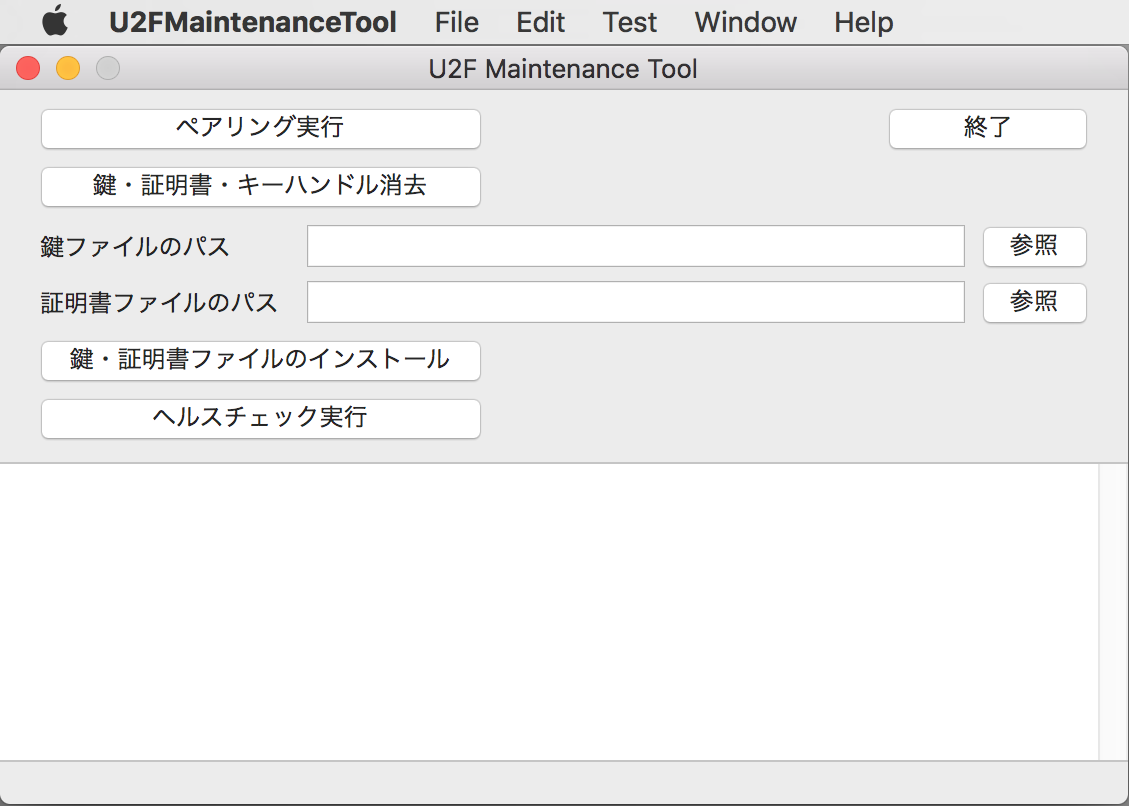 U2FMaintenanceTool File Edit Test Window Help
U2F Maintenance Tool
ペアリング実行 終了
鍵・証明書・キーハンドル消去
鍵ファイルのパス 参照
証明書ファイルのパス 参照
鍵・証明書ファイルのインストール
ヘルスチェック実行